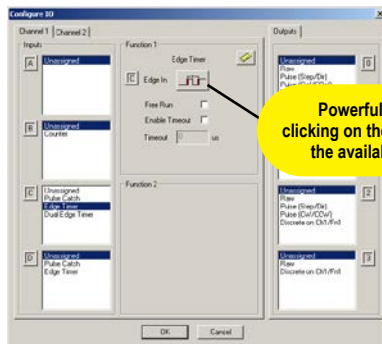 Configure IO
Channel 1
Channel 2
Inputs
A
Unassigned
B
Unassigned
Counter
C
Unassigned
Pulse Catch
Edge Timer
Dual Edge Timer
D
Unassigned
Pulse Catch
Edge Timer
Function 1
Edge Timer
C
Edge In
Free Run
Enable Timeout
Timeout
0
us
Function 2
Outputs
Unassigned
Raw
Pulse (Step/Dir)
0
Powerful
clicking on the
the availa
Unassigned
Raw
Pulse (Step/Dir)
Pulse (CW/CCW)
Discrete on Ch1/Fn1
2
Unassigned
Raw
Discrete on Ch1/Fn1
3
OK
Cancel